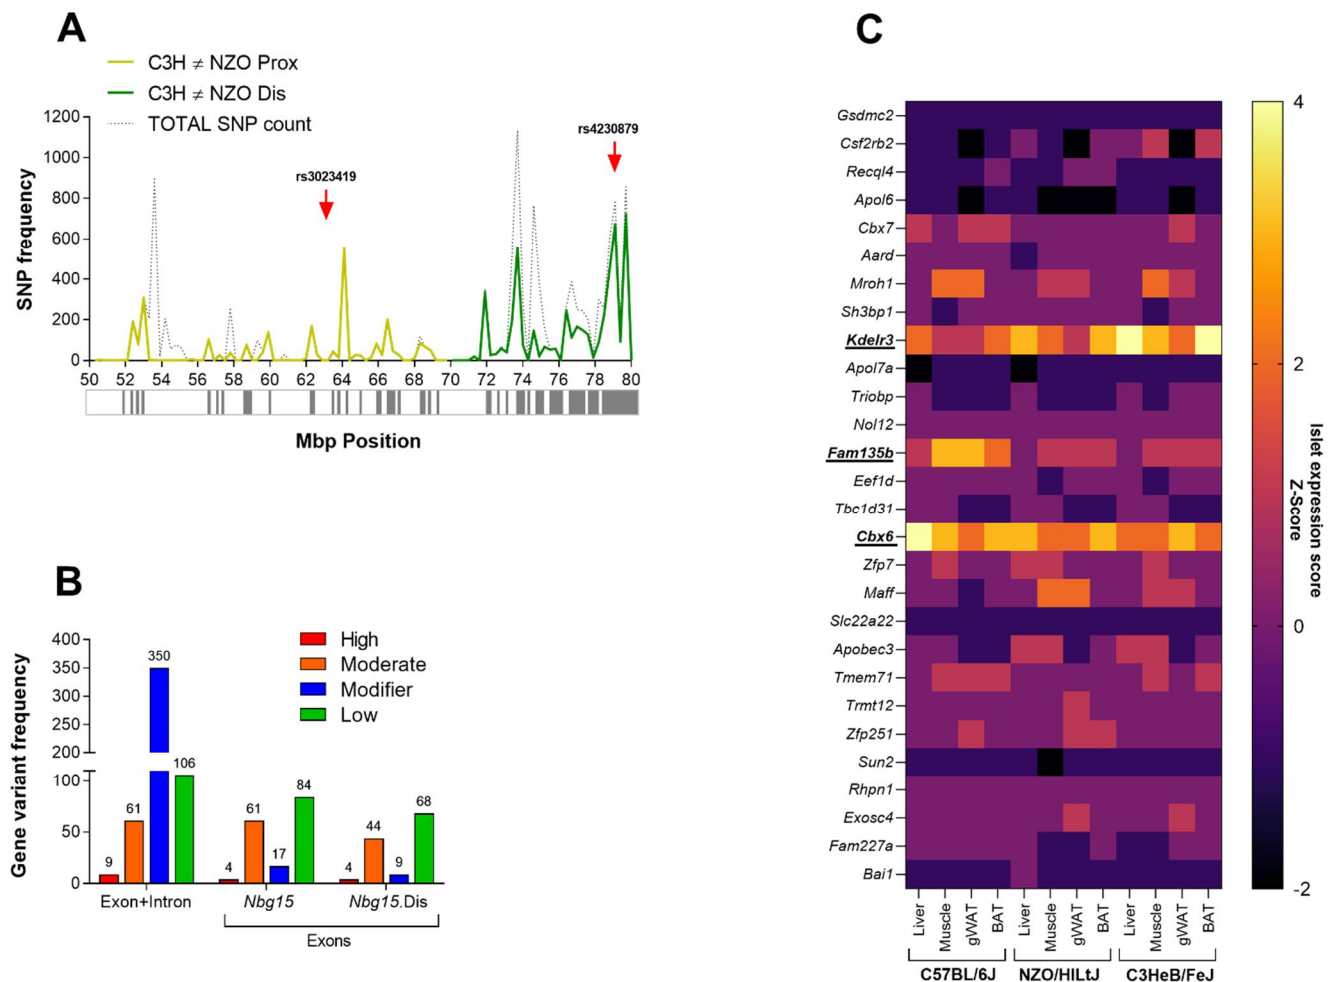 A
C3H ≠ NZO Prox
C3H ≠ NZO Dis
TOTAL SNP count
rs3023419
rs4230879
SNP frequency
1200
1000
800
600
400
200
0
50 52 54 56 58 60 62 64 66 68 70 72 74 76 78 80
Mbp Position
B
High
Moderate
Modifier
Low
Gene variant frequency
400
350
300
250
200
100
50
0
9 61 350 106
4 61 17 84
4 44 9 68
Exon+Intron
Nbg15
Nbg15.Dis
Exons
C
Gsdmc2
Csf2rb2
Recql4
Apol6
Cbx7
Aard
Mroh1
Sh3bp1
Kdelr3
Apol7a
Triobp
Nol12
Fam135b
Eef1d
Tbc1d31
Cbx6
Zfp7
Maff
Slc22a22
Apobec3
Tmem71
Trmt12
Zfp251
Sun2
Rhpn1
Exosc4
Fam227a
Bai1
Liver Muscle gWAT BAT Liver Muscle gWAT BAT Liver Muscle gWAT BAT
C57BL/6J NZO/HILtJ C3HeB/FeJ
4
2
0
-2
Islet expression score
Z-Score